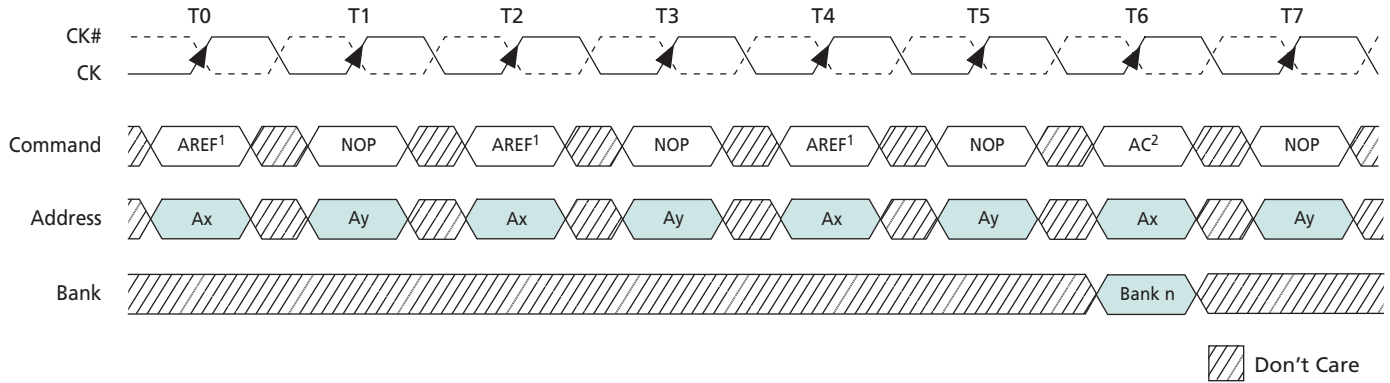 T0 T1 T2 T3 T4 T5 T6 T7
CK#
CK
Command AREF¹ NOP AREF¹ NOP AREF¹ NOP AC² NOP
Address Ax Ay Ax Ay Ax Ay Ax Ay
Bank Bank n
Don't Care